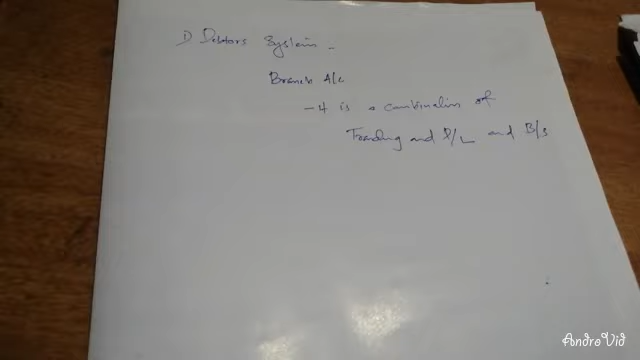 1) Debtors System -
Branch A/c
- It is a combination of
Trading and P/L and B/S
AndroVid